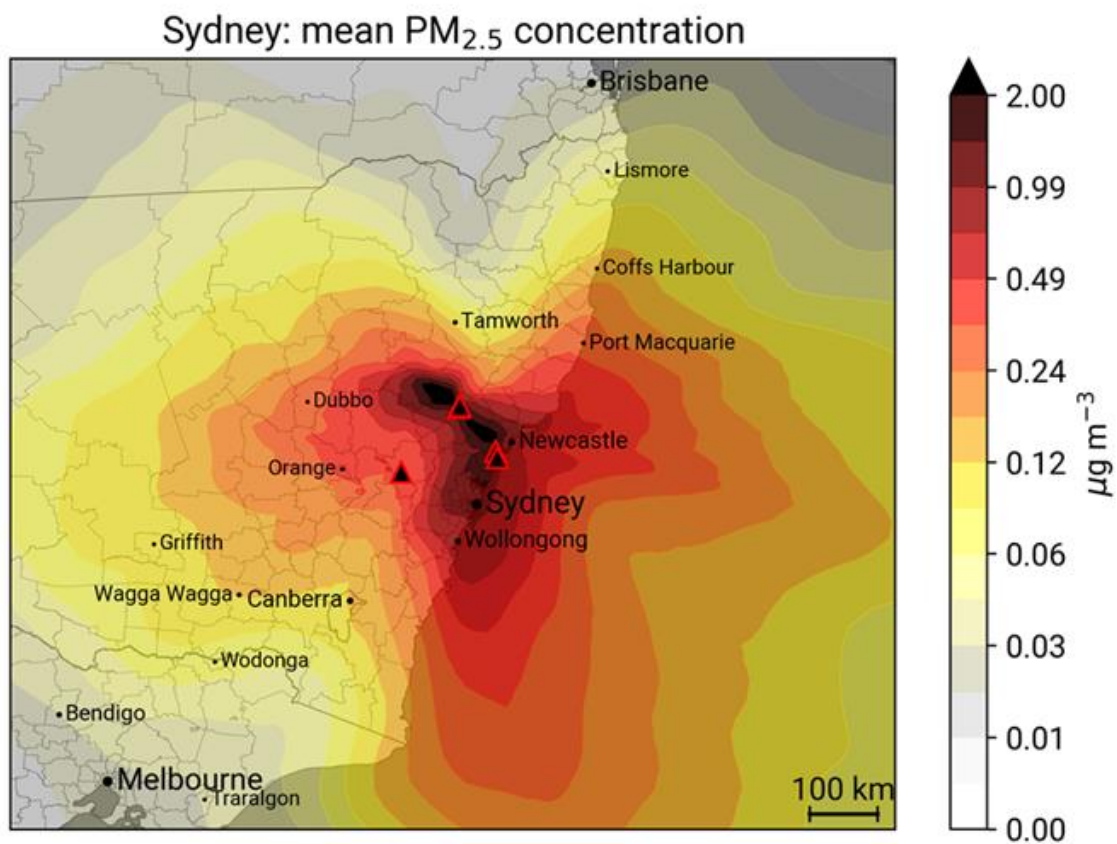 Sydney: mean PM₂.₅ concentration
Brisbane
Lismore
Coffs Harbour
Tamworth
Port Macquarie
Dubbo
Newcastle
Orange
Sydney
Wollongong
Griffith
Wagga Wagga
Canberra
Wodonga
Bendigo
Melbourne
Traralgon
100 km
2.00
0.99
0.49
0.24
0.12
0.06
0.03
0.01
0.00
μg m⁻³